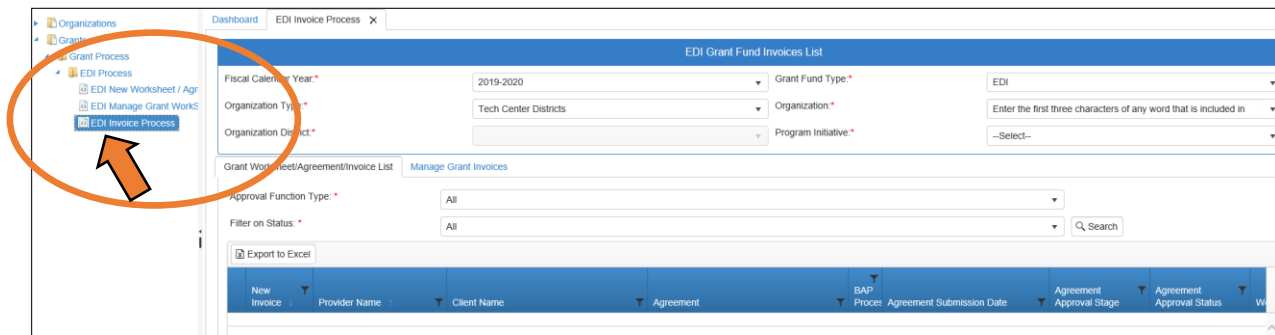 Organizations
Dashboard EDI Invoice Process X
Grants
Grant Process
EDI Process
EDI New Worksheet / Agr
EDI Manage Grant WorkS
EDI Invoice Process
EDI Grant Fund Invoices List
Fiscal Calendar Year:* 2019-2020 Grant Fund Type:* EDI
Organization Type:* Tech Center Districts Organization:* Enter the first three characters of any word that is included in
Organization District:* Program Initiative:* --Select--
Grant Worksheet/Agreement/Invoice List Manage Grant Invoices
Approval Function Type: * All
Filter on Status: * All Search
Export to Excel
New Invoice Provider Name Client Name Agreement BAP Proces Agreement Submission Date Agreement Approval Stage Agreement Approval Status